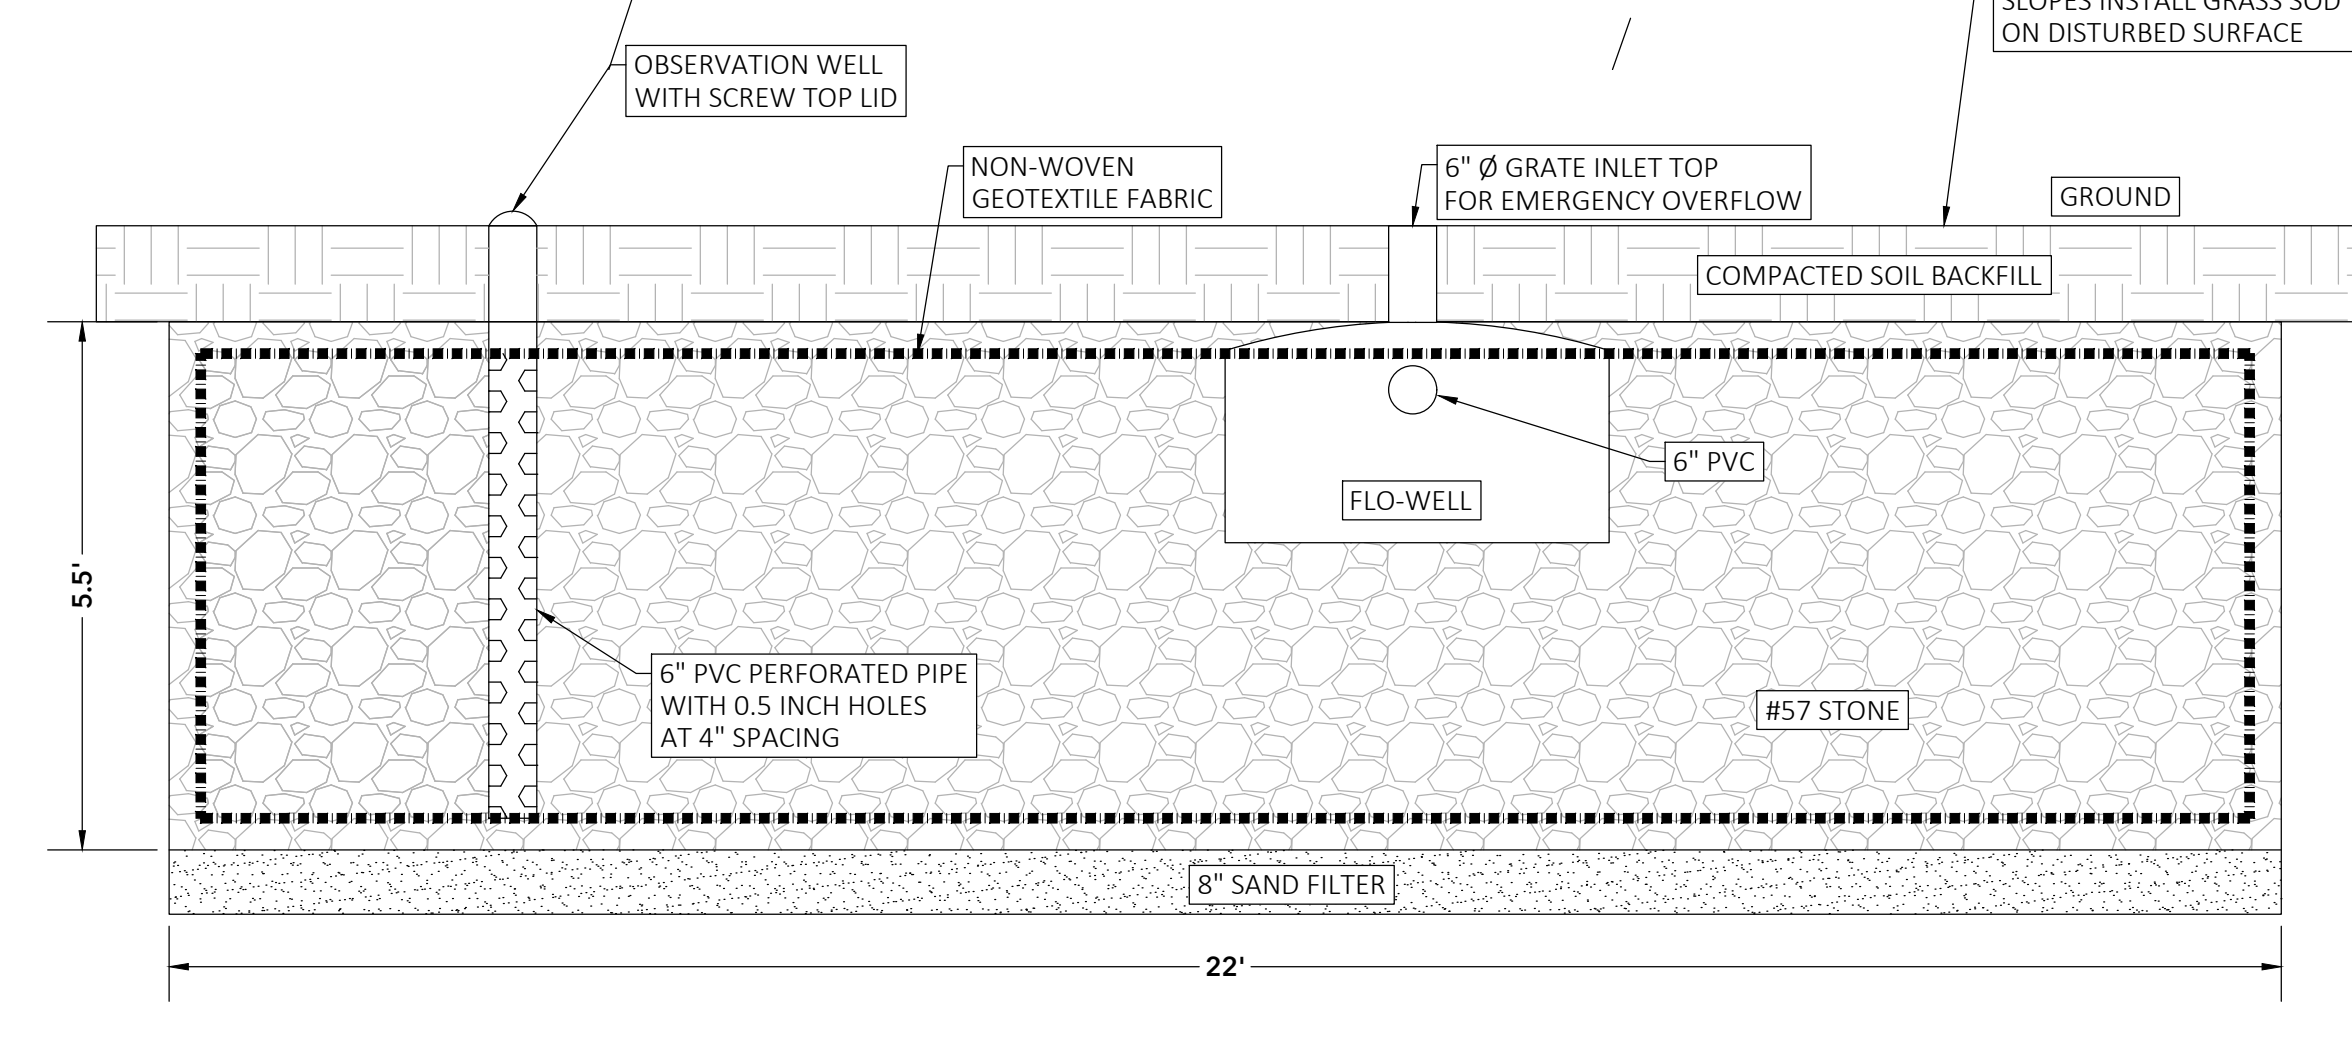 SLOPES INSTALL GRASS SOD
ON DISTURBED SURFACE
OBSERVATION WELL
WITH SCREW TOP LID
NON-WOVEN
GEOTEXTILE FABRIC
6" Ø GRATE INLET TOP
FOR EMERGENCY OVERFLOW
GROUND
COMPACTED SOIL BACKFILL
6" PVC
FLO-WELL
5.5'
6" PVC PERFORATED PIPE
WITH 0.5 INCH HOLES
AT 4" SPACING
#57 STONE
8" SAND FILTER
22'